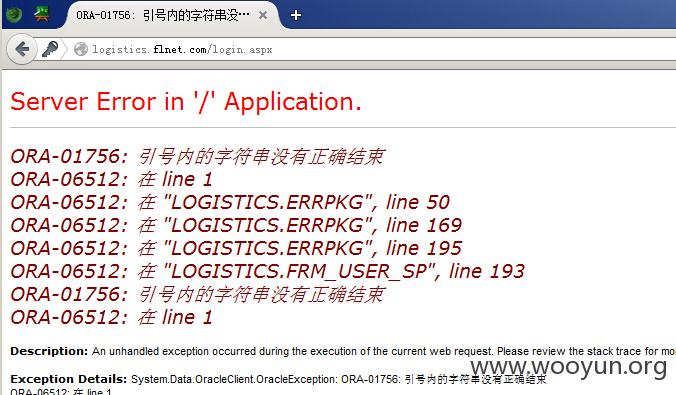 ORA-01756: 引号内的字符串没...
logistics.flnet.com/login.aspx
Server Error in '/' Application.
ORA-01756: 引号内的字符串没有正确结束
ORA-06512: 在 line 1
ORA-06512: 在 "LOGISTICS.ERRPKG", line 50
ORA-06512: 在 "LOGISTICS.ERRPKG", line 169
ORA-06512: 在 "LOGISTICS.ERRPKG", line 195
ORA-06512: 在 "LOGISTICS.FRM_USER_SP", line 193
ORA-01756: 引号内的字符串没有正确结束
ORA-06512: 在 line 1
Description: An unhandled exception occurred during the execution of the current web request. Please review the stack trace for
www.wooyun.org
Exception Details: System.Data.OracleClient.OracleException: ORA-01756: 引号内的字符串没有正确结束
ORA-06512: 在 line 1